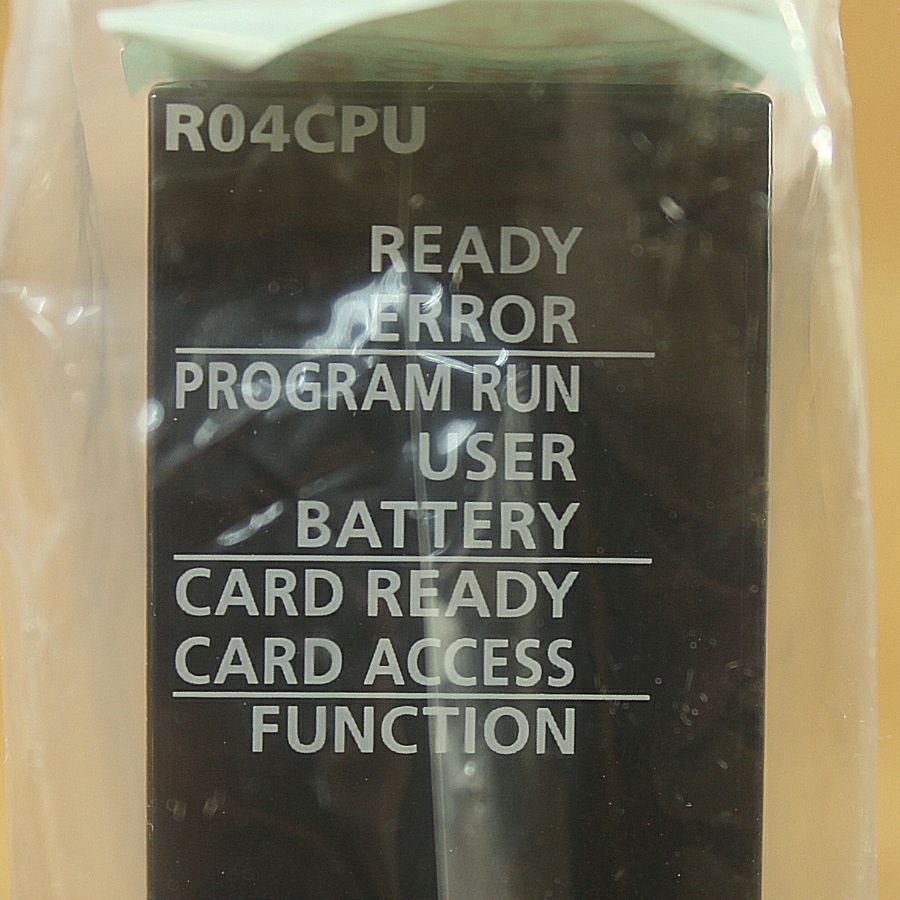 R04CPU
READY
ERROR
PROGRAM RUN
USER
BATTERY
CARD READY
CARD ACCESS
FUNCTION